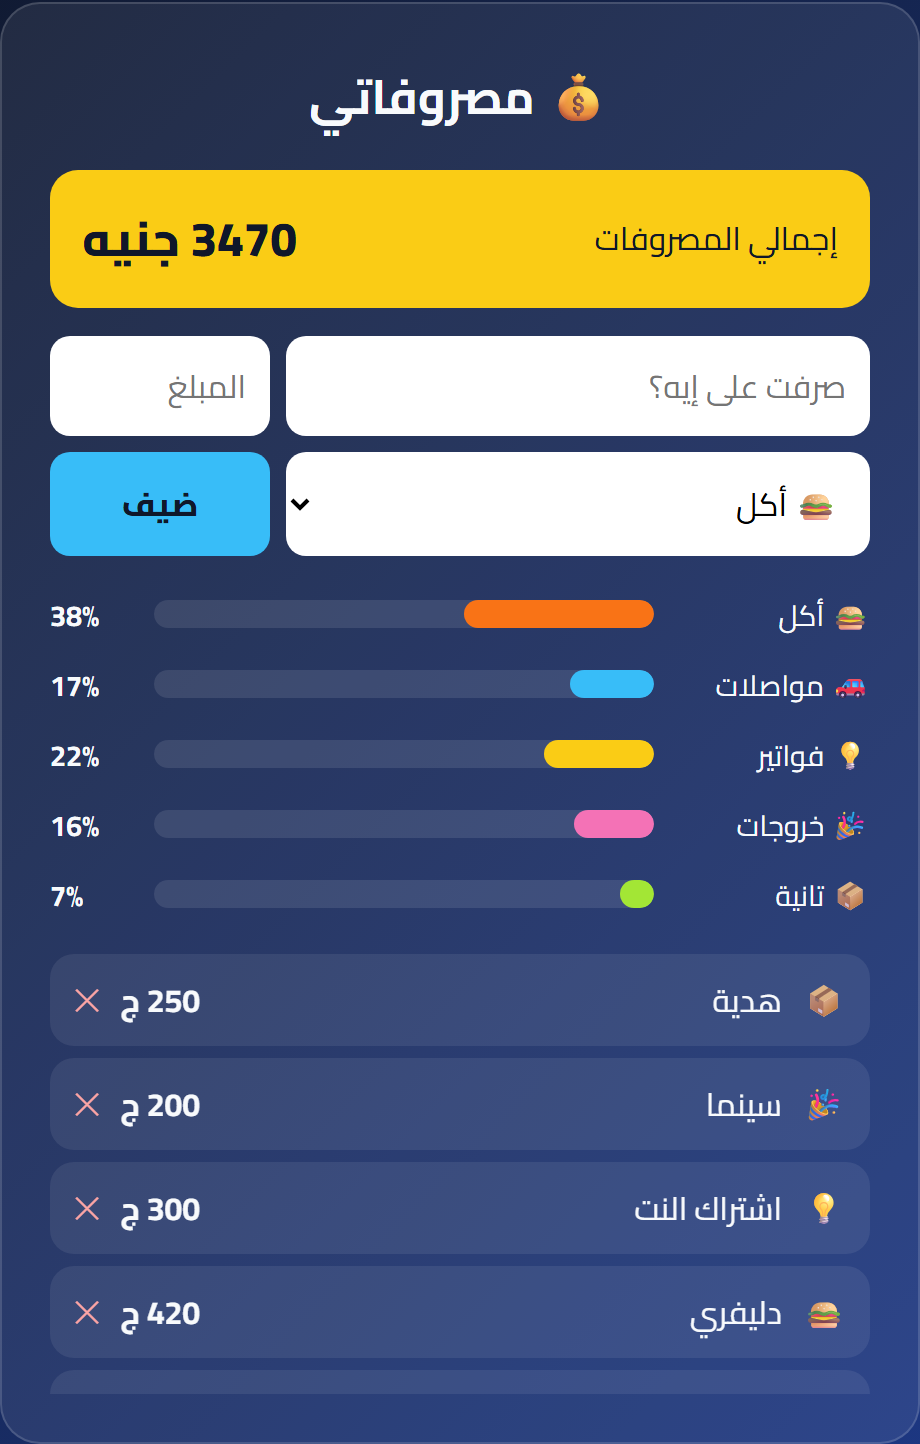 💰 مصروفاتي
إجمالي المصروفات 3470 جنيه
صرفت على إيه؟ المبلغ
🍔 أكل ضيف
🍔 أكل 38%
🚗 مواصلات 17%
💡 فواتير 22%
🎉 خروجات 16%
📦 تانية 7%
📦 هدية 250 ج ✕
🎉 سينما 200 ج ✕
💡 اشتراك النت 300 ج ✕
🍔 دليفري 420 ج ✕